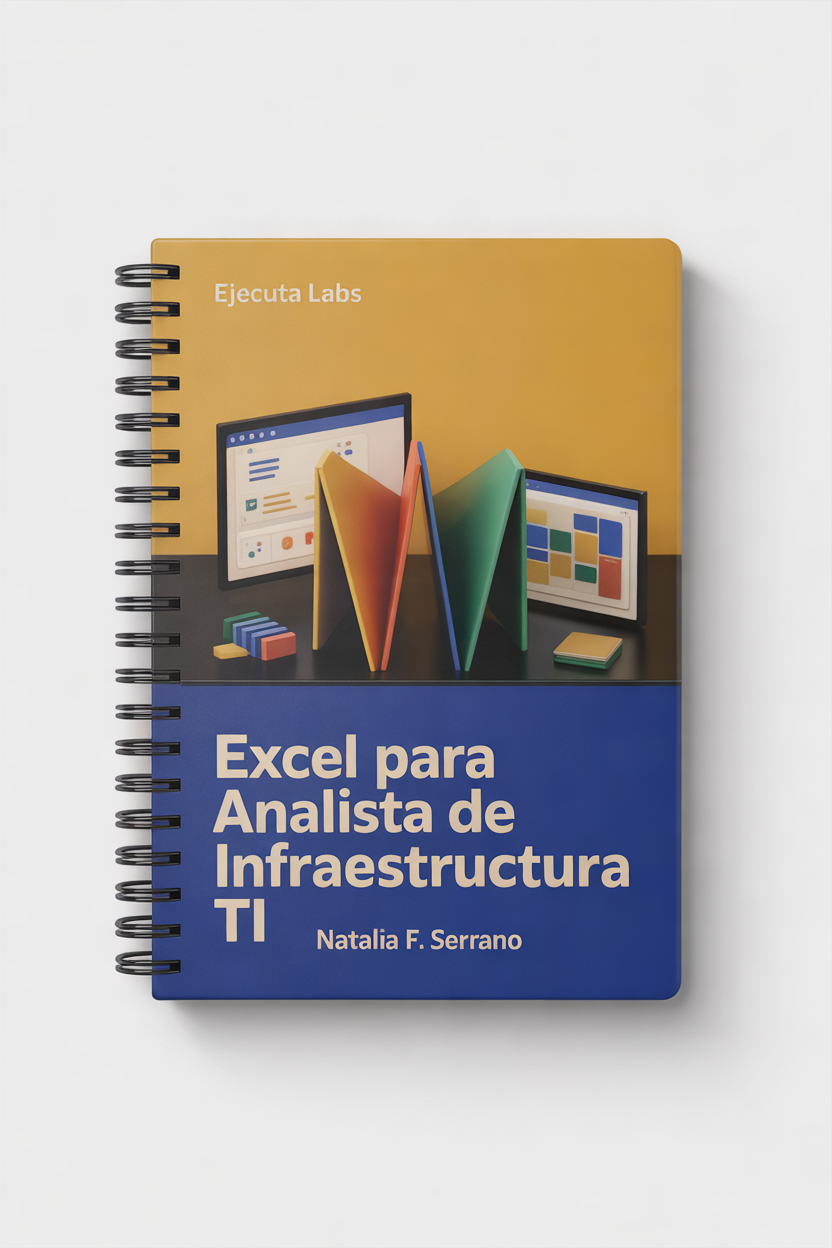 Ejecuta Labs
Excel para
Analista de
Infraestructura
TI
Natalia F. Serrano